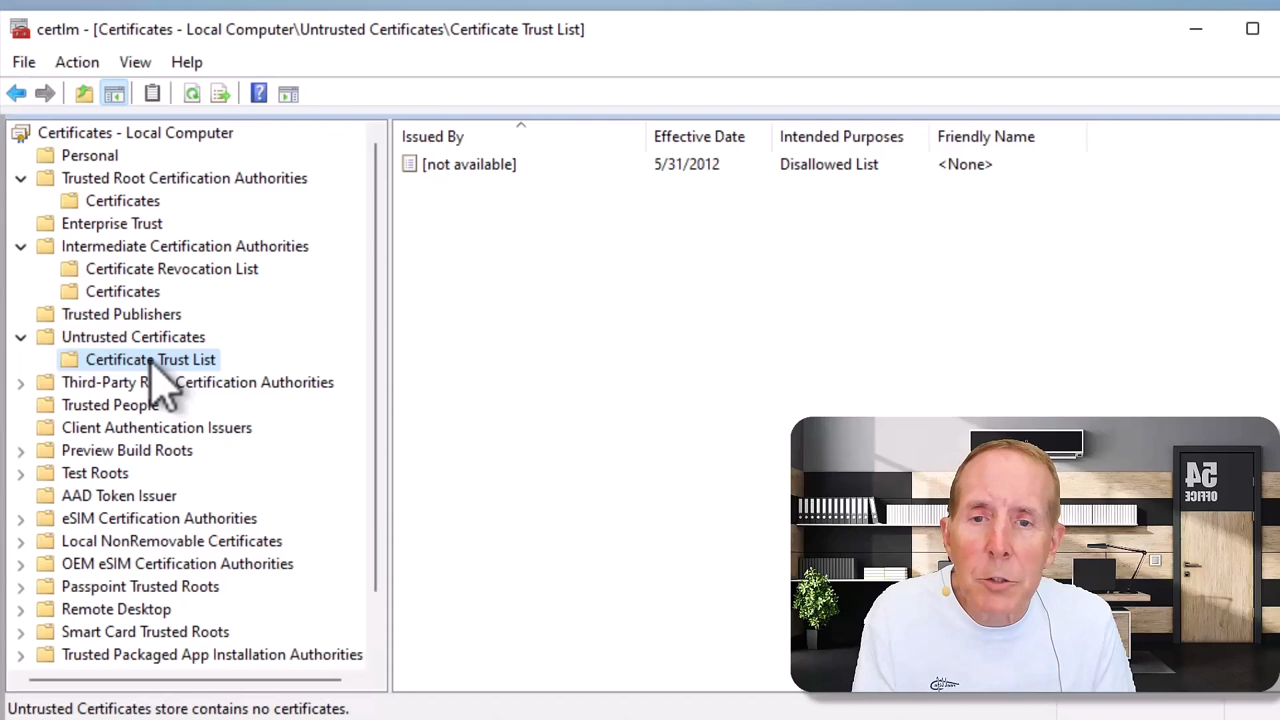 certlm - [Certificates - Local Computer\Untrusted Certificates\Certificate Trust List]
File Action View Help
Certificates - Local Computer
Personal
Trusted Root Certification Authorities
Certificates
Enterprise Trust
Intermediate Certification Authorities
Certificate Revocation List
Certificates
Trusted Publishers
Untrusted Certificates
Certificate Trust List
Third-Party Certification Authorities
Trusted People
Client Authentication Issuers
Preview Build Roots
Test Roots
AAD Token Issuer
eSIM Certification Authorities
Local NonRemovable Certificates
OEM eSIM Certification Authorities
Passpoint Trusted Roots
Remote Desktop
Smart Card Trusted Roots
Trusted Packaged App Installation Authorities
Issued By Effective Date Intended Purposes Friendly Name
[not available] 5/31/2012 Disallowed List <None>
54
OFFICE
Untrusted Certificates store contains no certificates.